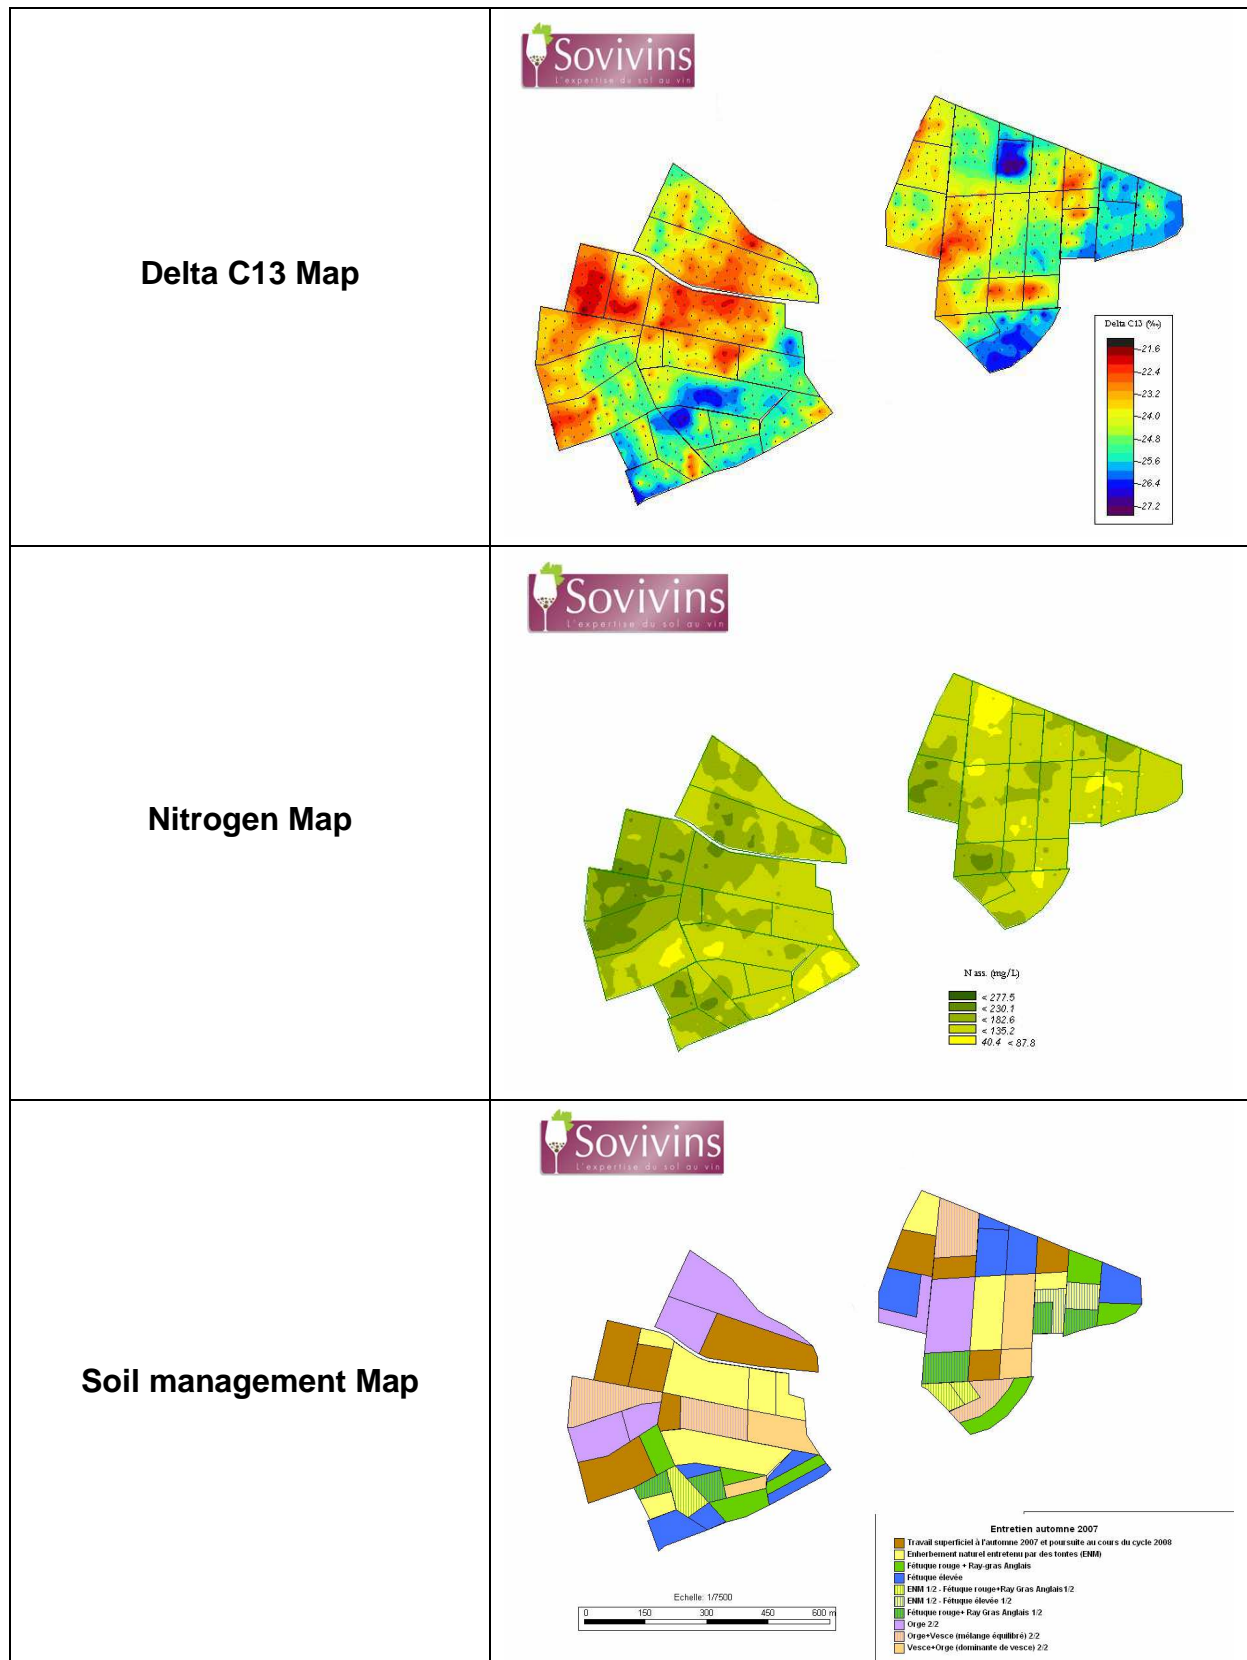 Delta C13 Map
Sovivins
L'expertise du sol au vin
Delta C13 (‰)
-21.6
-22.4
-23.2
-24.0
-24.8
-25.6
-26.4
-27.2
Nitrogen Map
Sovivins
L'expertise du sol au vin
N ass. (mg/L)
< 277.5
< 230.1
< 182.6
< 135.2
40.4 < 87.8
Soil management Map
Sovivins
L'expertise du sol au vin
Entretien automne 2007
Travail superficiel à l'automne 2007 et poursuite au cours du cycle 2008
Enherbement naturel entretenu par des tontes (ENM)
Fétuque rouge + Ray-gras Anglais
Fétuque élevée
ENM 1/2 - Fétuque rouge+Ray Gras Anglais 1/2
ENM 1/2 - Fétuque élevée 1/2
Fétuque rouge+ Ray Gras Anglais 1/2
Orge 2/2
Orge+Vesce (mélange équilibré) 2/2
Vesce+Orge (dominante de vesce) 2/2
Echelle: 1/7500
0 150 300 450 600 m